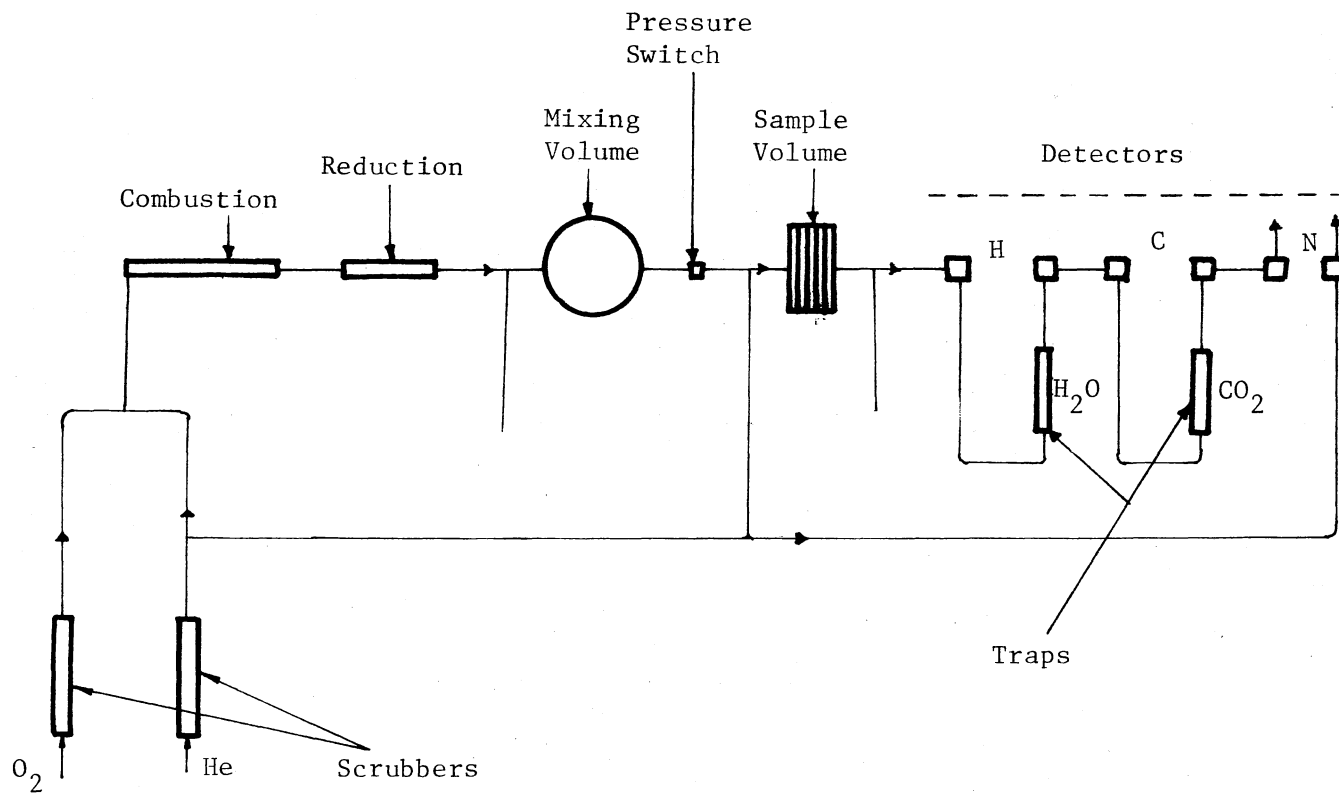 Pressure
Switch
Mixing
Volume
Sample
Volume
Detectors
Reduction
Combustion
H
C
N
H2O
CO2
Traps
O2
He
Scrubbers